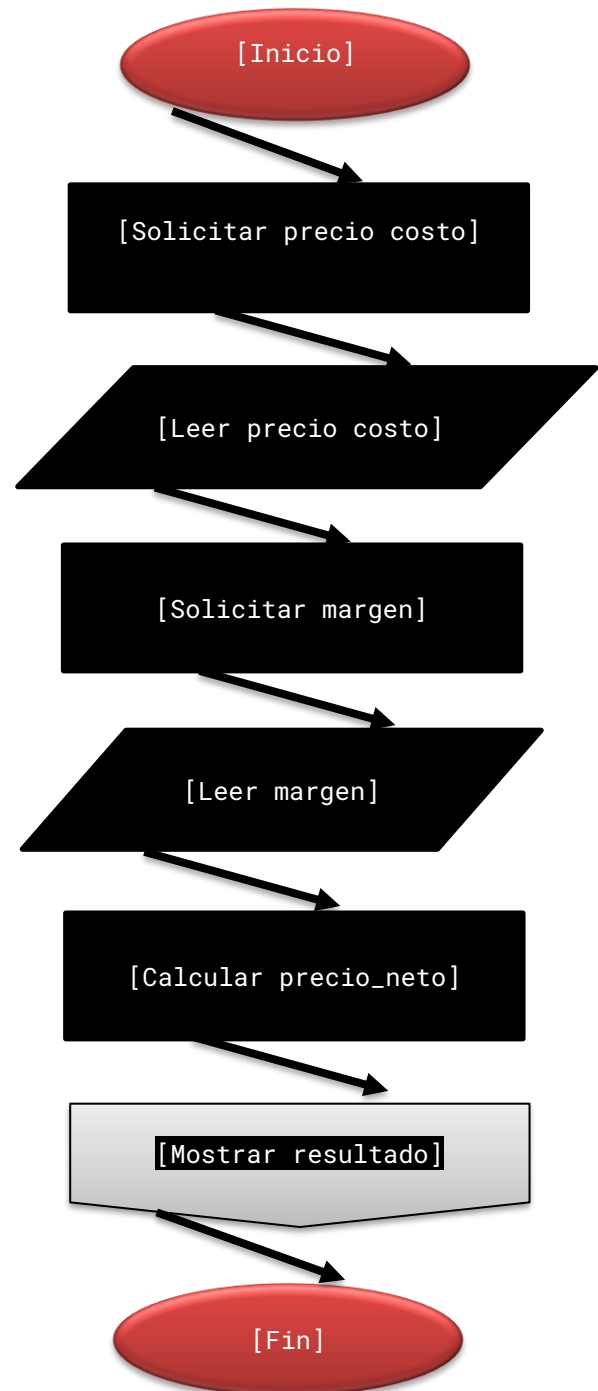 [Inicio]
[Solicitar precio costo]
[Leer precio costo]
[Solicitar margen]
[Leer margen]
[Calcular precio_neto]
[Mostrar resultado]
[Fin]